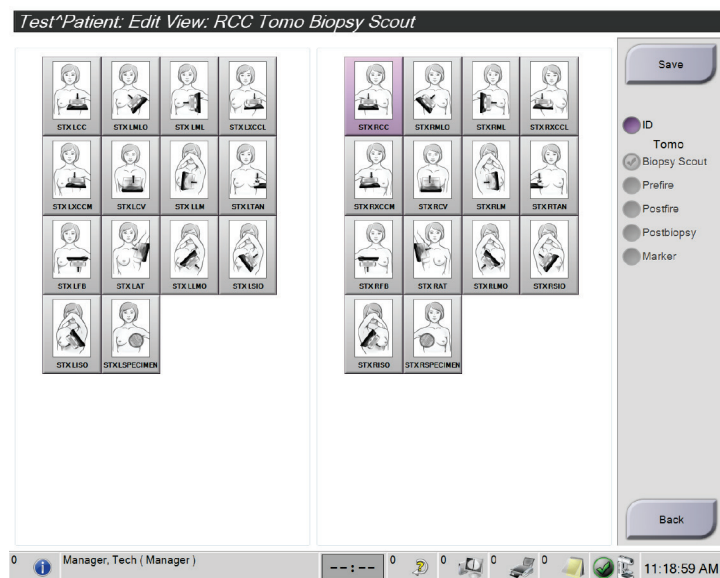 Test^Patient: Edit View: RCC Tomo Biopsy Scout
STX LCC STX LMLO STX LML STX LXCCL
STX LXCCM STX LCV STX LLM STX LTAN
STX LFB STX LAT STX LLMO STX LSIO
STX LISO STX LSPECIMEN
STX RCC STX RMLO STX RML STX RXCCL
STX RXCCM STX RCV STX RLM STX RTAN
STX RFB STX RAT STX RLMO STX RSIO
STX RISO STX RSPECIMEN
Save
ID
Tomo
Biopsy Scout
Prefire
Postfire
Postbiopsy
Marker
Back
0 Manager, Tech ( Manager ) --:-- 0 0 0 0 11:18:59 AM